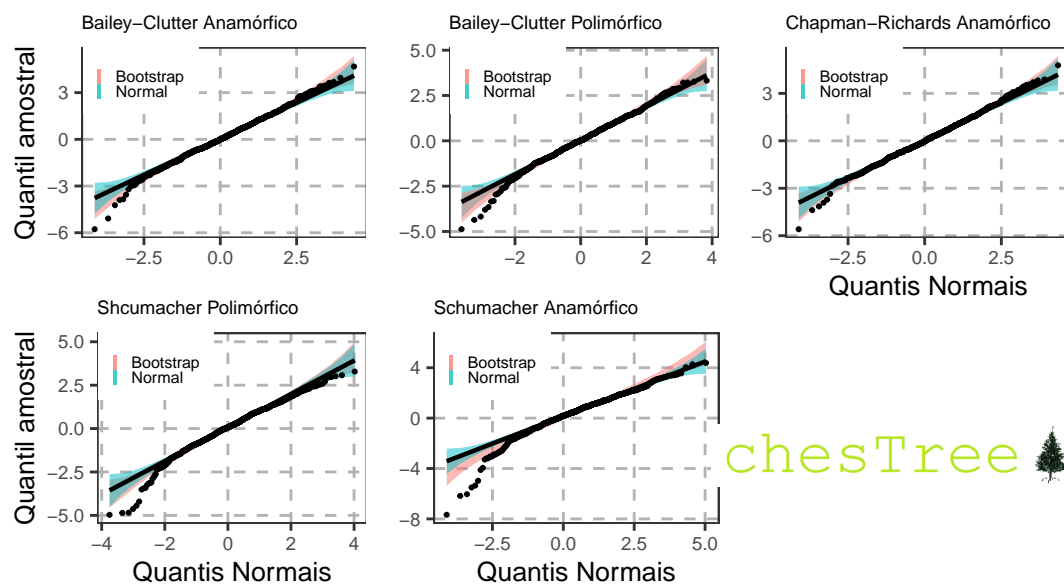 Bailey−Clutter Anamórfico
Bailey−Clutter Polimórfico
Chapman−Richards Anamórfico
Quantil amostral
3
0
−3
−6
Bootstrap
Normal
−2.5
0
2.5
5.0
2.5
0.0
−2.5
−5.0
Bootstrap
Normal
−2
0
2
4
3
0
−3
−6
Bootstrap
Normal
−2.5
0
2.5
Quantis Normais
Shcumacher Polimórfico
Schumacher Anamórfico
Quantil amostral
5.0
2.5
0.0
−2.5
−5.0
Bootstrap
Normal
−4
−2
0
2
4
Quantis Normais
4
0
−4
−8
Bootstrap
Normal
−2.5
0
2.5
5.0
Quantis Normais
chesTree